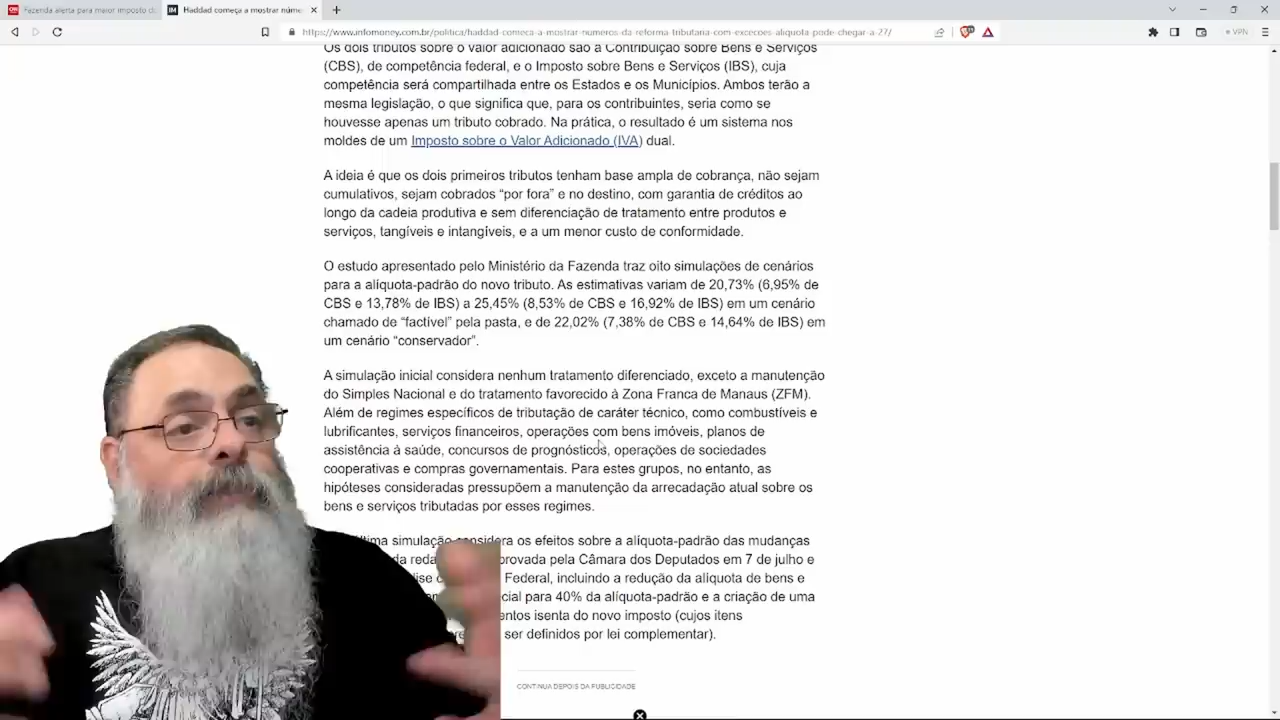 Fazenda alerta para maior imposto do
Haddad começa a mostrar núme
https://www.infomoney.com.br/politica/haddad-comeca-a-mostrar-numeros-da-reforma-tributaria-com-excecoes-aliquota-pode-chegar-a-27/
VPN
Os dois tributos sobre o valor adicionado são a Contribuição sobre Bens e Serviços
(CBS), de competência federal, e o Imposto sobre Bens e Serviços (IBS), cuja
competência será compartilhada entre os Estados e os Municípios. Ambos terão a
mesma legislação, o que significa que, para os contribuintes, seria como se
houvesse apenas um tributo cobrado. Na prática, o resultado é um sistema nos
moldes de um Imposto sobre o Valor Adicionado (IVA) dual.
A ideia é que os dois primeiros tributos tenham base ampla de cobrança, não sejam
cumulativos, sejam cobrados “por fora” e no destino, com garantia de créditos ao
longo da cadeia produtiva e sem diferenciação de tratamento entre produtos e
serviços, tangíveis e intangíveis, e a um menor custo de conformidade.
O estudo apresentado pelo Ministério da Fazenda traz oito simulações de cenários
para a alíquota-padrão do novo tributo. As estimativas variam de 20,73% (6,95% de
CBS e 13,78% de IBS) a 25,45% (8,53% de CBS e 16,92% de IBS) em um cenário
chamado de “factível” pela pasta, e de 22,02% (7,38% de CBS e 14,64% de IBS) em
um cenário “conservador”.
A simulação inicial considera nenhum tratamento diferenciado, exceto a manutenção
do Simples Nacional e do tratamento favorecido à Zona Franca de Manaus (ZFM).
Além de regimes específicos de tributação de caráter técnico, como combustíveis e
lubrificantes, serviços financeiros, operações com bens imóveis, planos de
assistência à saúde, concursos de prognósticos, operações de sociedades
cooperativas e compras governamentais. Para estes grupos, no entanto, as
hipóteses consideradas pressupõem a manutenção da arrecadação atual sobre os
bens e serviços tributadas por esses regimes.
última simulação considera os efeitos sobre a alíquota-padrão das mudanças
da reda provada pela Câmara dos Deputados em 7 de julho e
Federal, incluindo a redução da alíquota de bens e
para 40% da alíquota-padrão e a criação de uma
isenta do novo imposto (cujos itens
ser definidos por lei complementar).
CONTINUA DEPOIS DA PUBLICIDADE